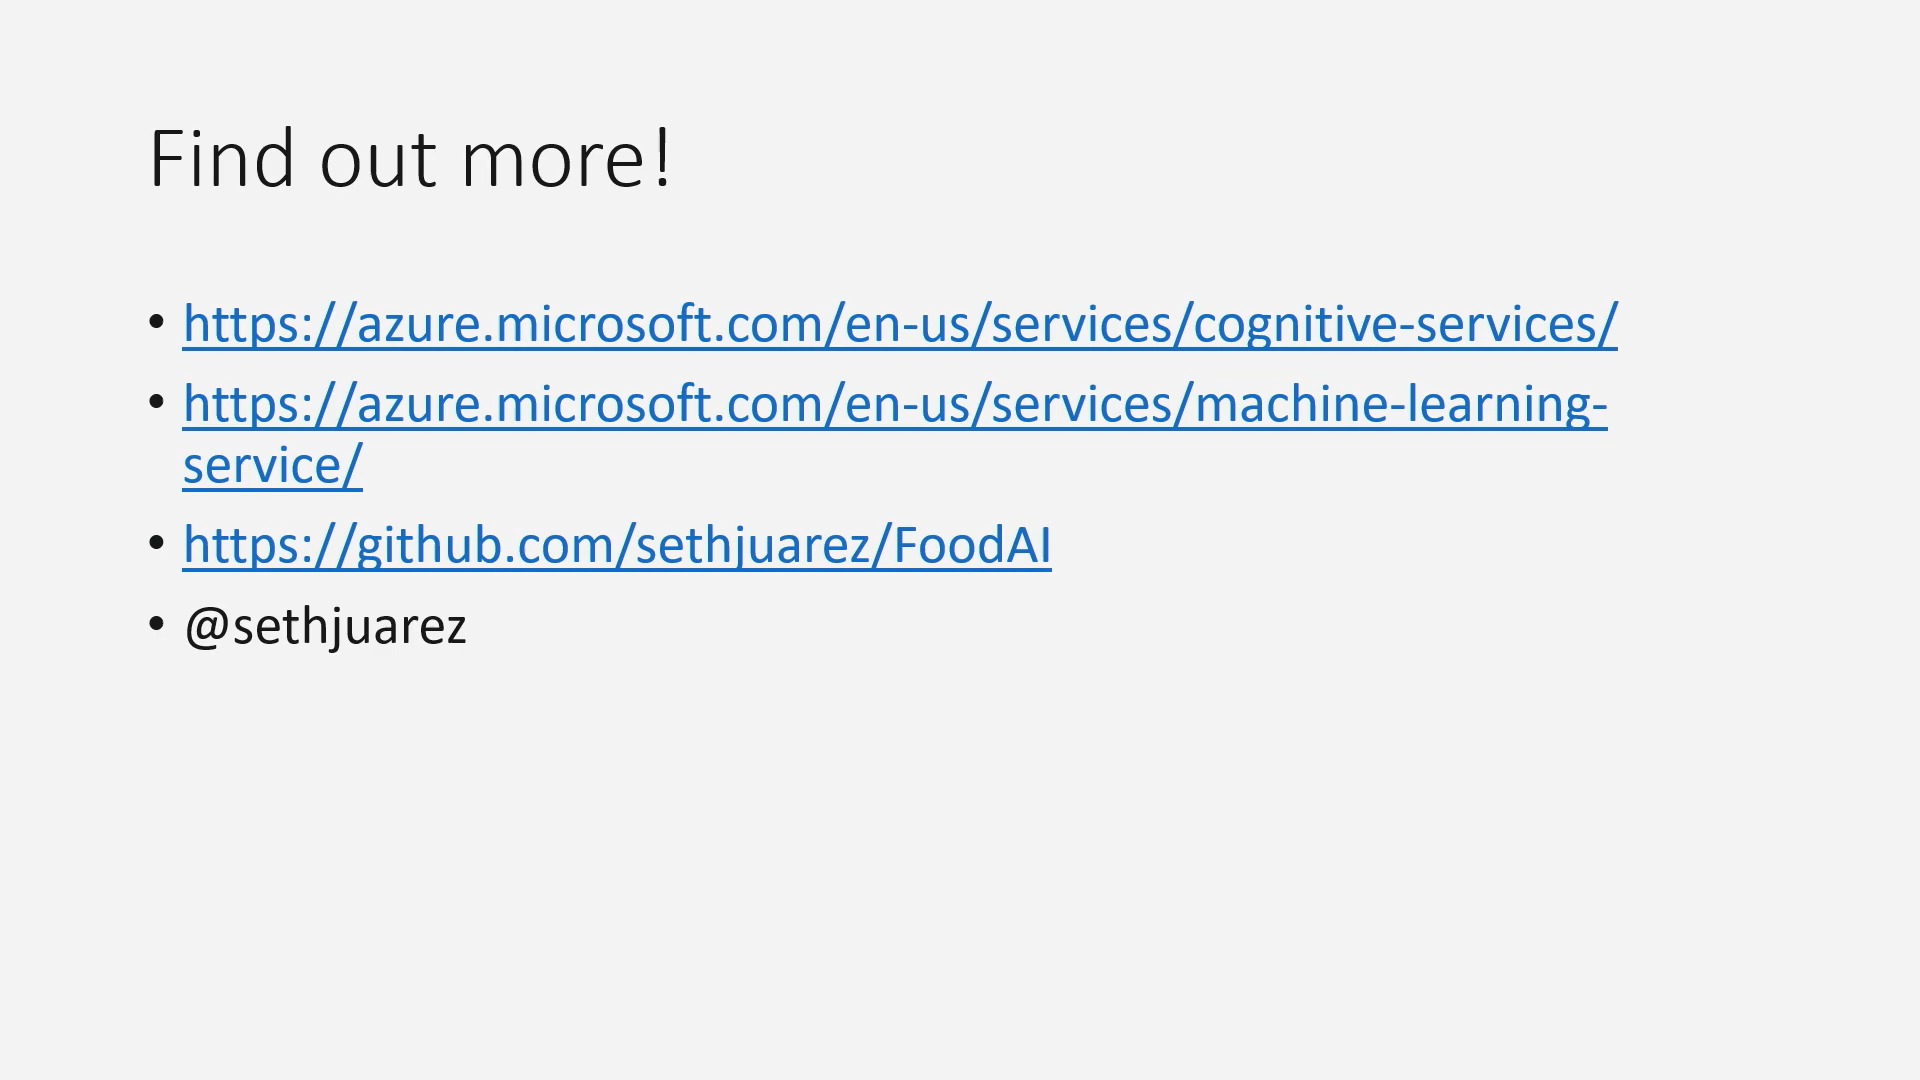 Find out more!
• https://azure.microsoft.com/en-us/services/cognitive-services/
• https://azure.microsoft.com/en-us/services/machine-learning-
service/
• https://github.com/sethjuarez/FoodAI
• @sethjuarez